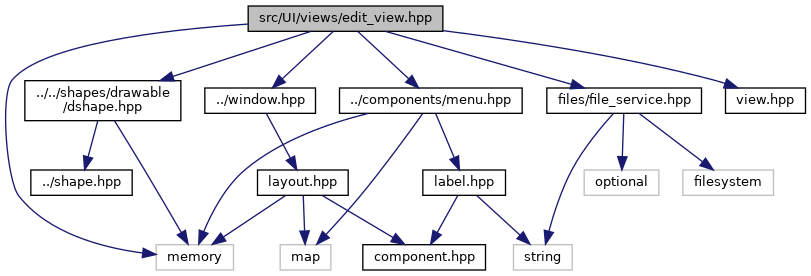 src/UI/views/edit_view.hpp
../../shapes/drawable
/dshape.hpp
../window.hpp
../components/menu.hpp
files/file_service.hpp
view.hpp
../shape.hpp
layout.hpp
label.hpp
optional
filesystem
memory
map
component.hpp
string